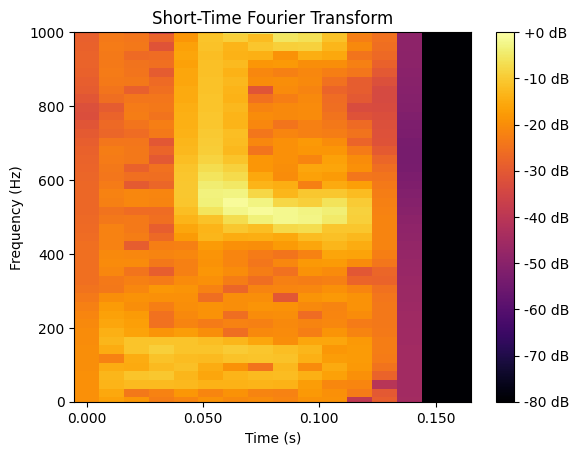 Short-Time Fourier Transform
1000
800
600
400
200
0
Frequency (Hz)
0.000
0.050
0.100
0.150
Time (s)
+0 dB
-10 dB
-20 dB
-30 dB
-40 dB
-50 dB
-60 dB
-70 dB
-80 dB